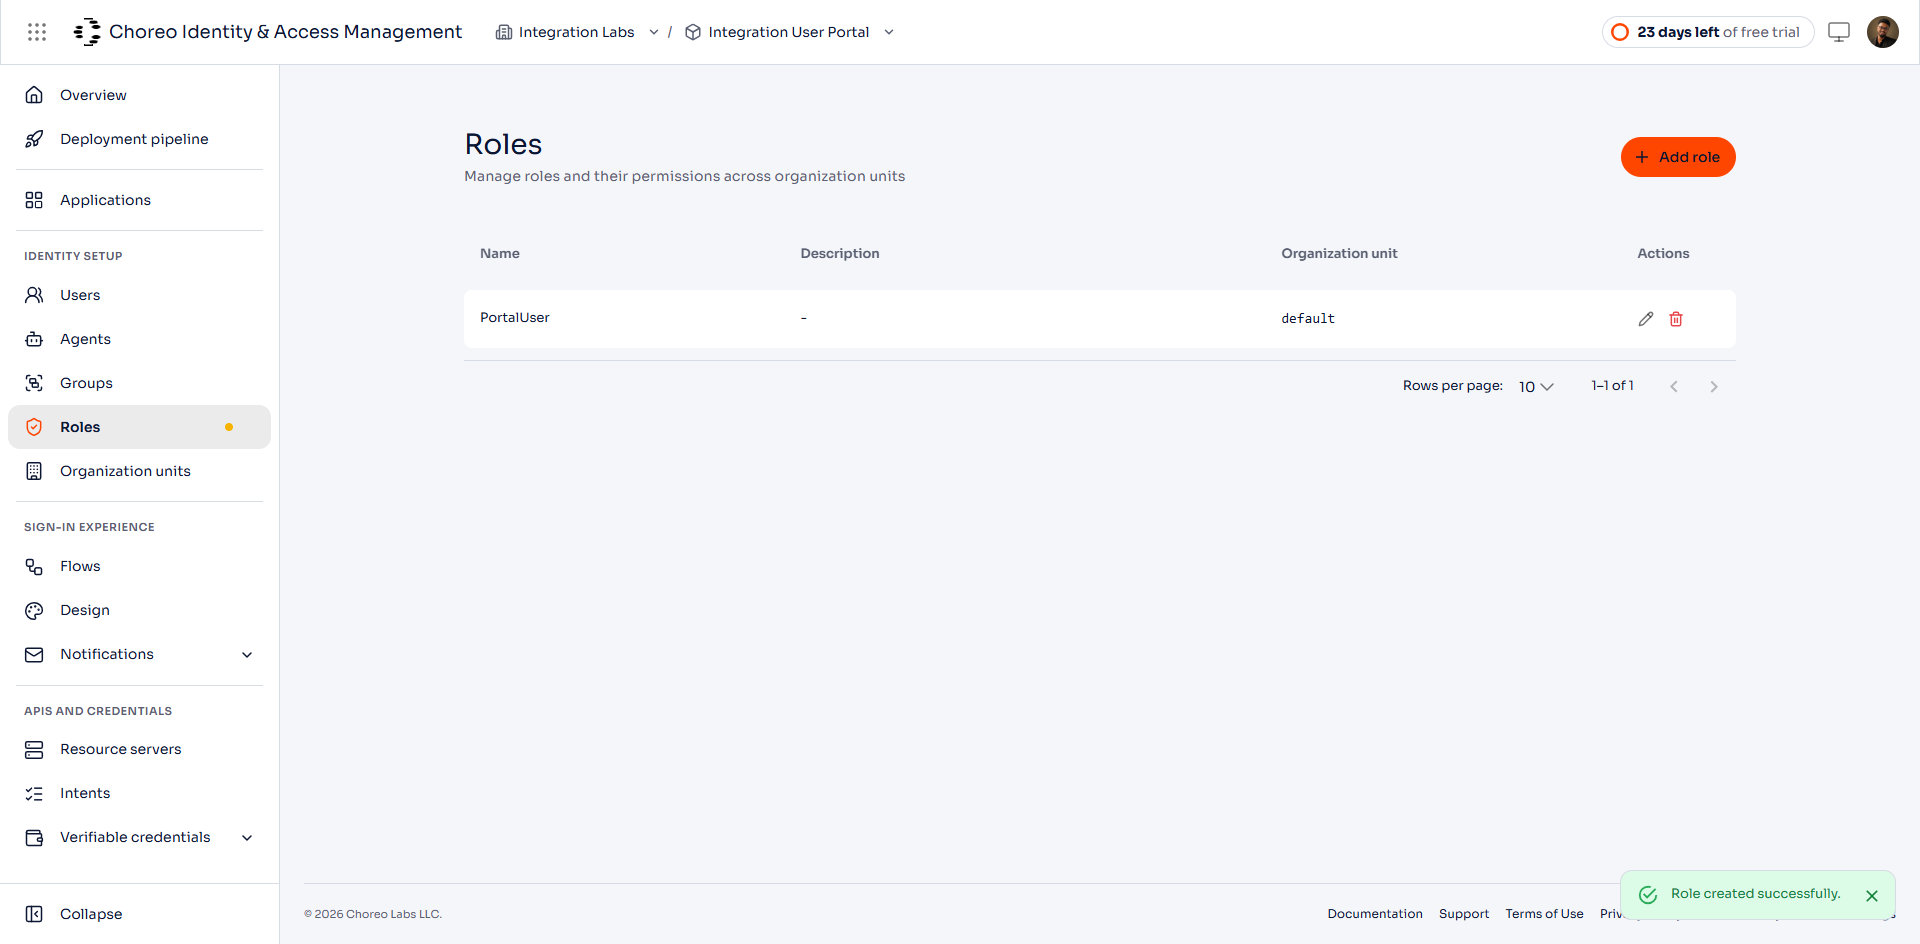 Choreo Identity & Access Management
Integration Labs / Integration User Portal
23 days left of free trial
Overview
Deployment pipeline
Applications
IDENTITY SETUP
Users
Agents
Groups
Roles
Organization units
SIGN-IN EXPERIENCE
Flows
Design
Notifications
APIS AND CREDENTIALS
Resource servers
Intents
Verifiable credentials
Collapse
Roles
Manage roles and their permissions across organization units
+ Add role
Name Description Organization unit Actions
PortalUser - default
Rows per page: 10 1–1 of 1
© 2026 Choreo Labs LLC.
Documentation Support Terms of Use
Role created successfully.